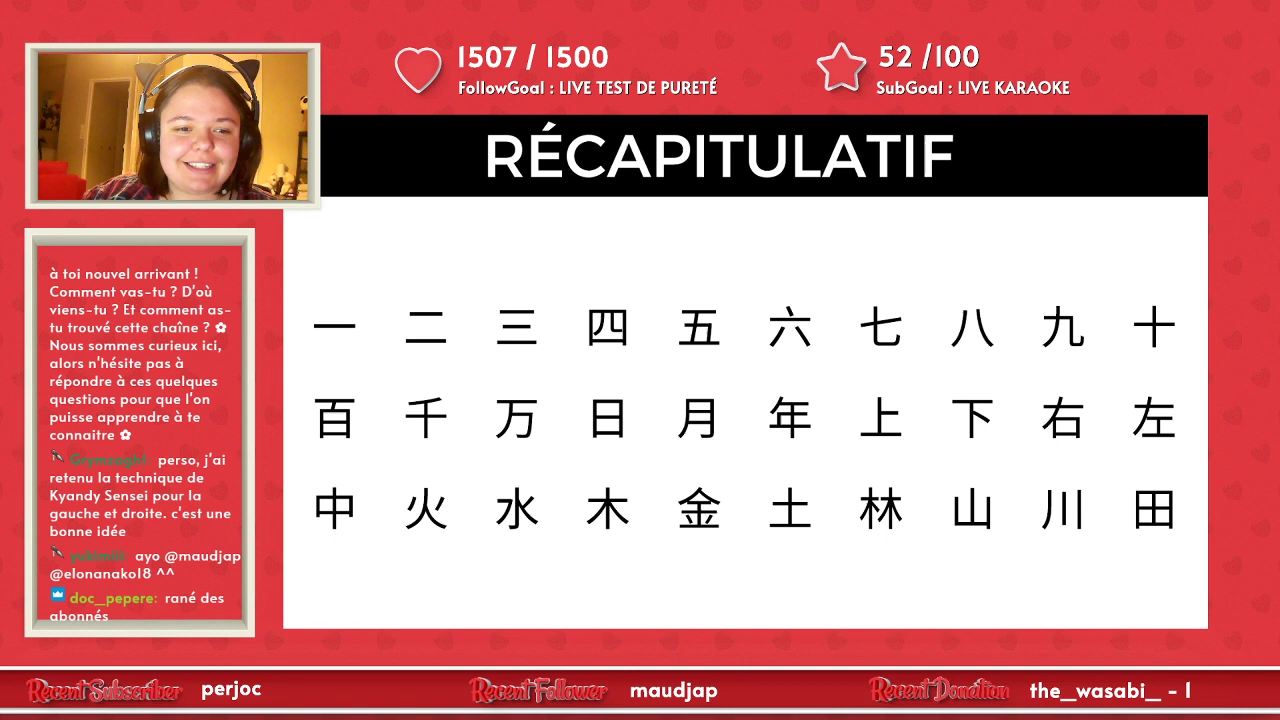 1507 / 1500
FollowGoal : LIVE TEST DE PURETÉ
52 /100
SubGoal : LIVE KARAOKE
RÉCAPITULATIF
à toi nouvel arrivant !
Comment vas-tu ? D'où
viens-tu ? Et comment as-
tu trouvé cette chaîne ? ✿
Nous sommes curieux ici,
alors n'hésite pas à
répondre à ces quelques
questions pour que l'on
puisse apprendre à te
connaitre ✿
perso, j'ai
retenu la technique de
Kyandy Sensei pour la
gauche et droite. c'est une
bonne idée
ayo @maudjap
@elonanako18 ^^
doc_pepere: rané des
abonnés
一 二 三 四 五 六 七 八 九 十
百 千 万 日 月 年 上 下 右 左
中 火 水 木 金 土 林 山 川 田
Recent Subscriber perjoc
Recent Follower maudjap
Recent Donation the_wasabi_ - 1